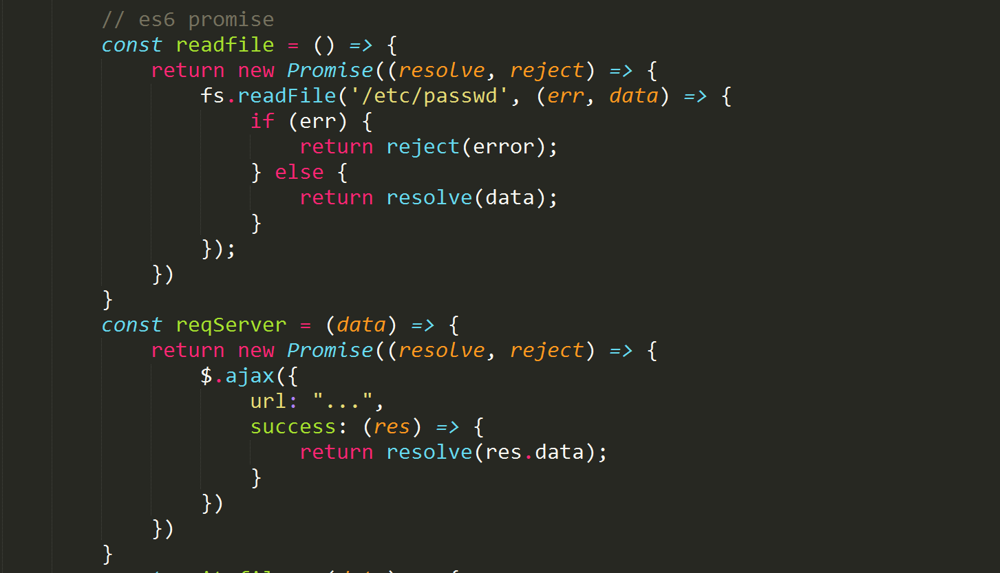 // es6 promise
const readfile = () => {
    return new Promise((resolve, reject) => {
        fs.readFile('/etc/passwd', (err, data) => {
            if (err) {
                return reject(error);
            } else {
                return resolve(data);
            }
        });
    })
}
const reqServer = (data) => {
    return new Promise((resolve, reject) => {
        $.ajax({
            url: "...",
            success: (res) => {
                return resolve(res.data);
            }
        })
    })
}